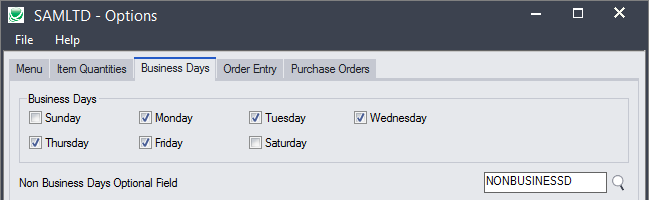 SAMLTD - Options
File Help
Menu Item Quantities Business Days Order Entry Purchase Orders
Business Days
Sunday Monday Tuesday Wednesday
Thursday Friday Saturday
Non Business Days Optional Field NONBUSINESSD